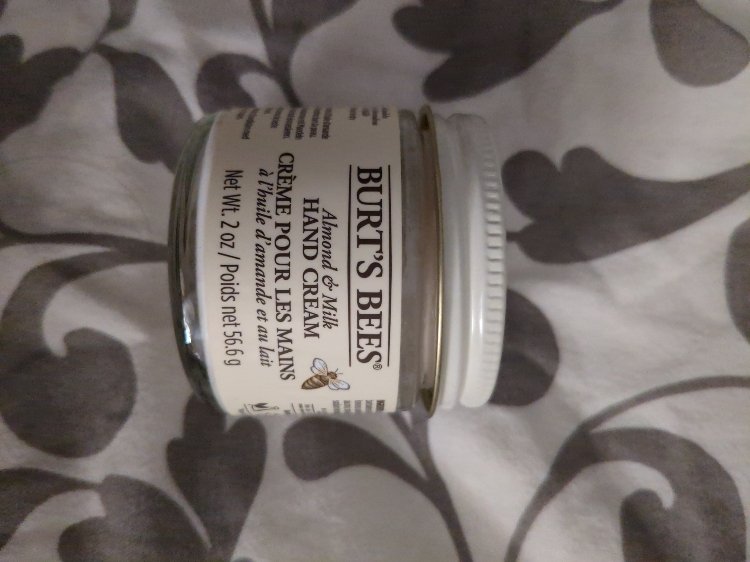 BURT'S BEES®
Almond & Milk
HAND CREAM
CRÈME POUR LES MAINS
à l'huile d'amande et au lait
Net Wt. 2 oz / Poids net 56.6 g